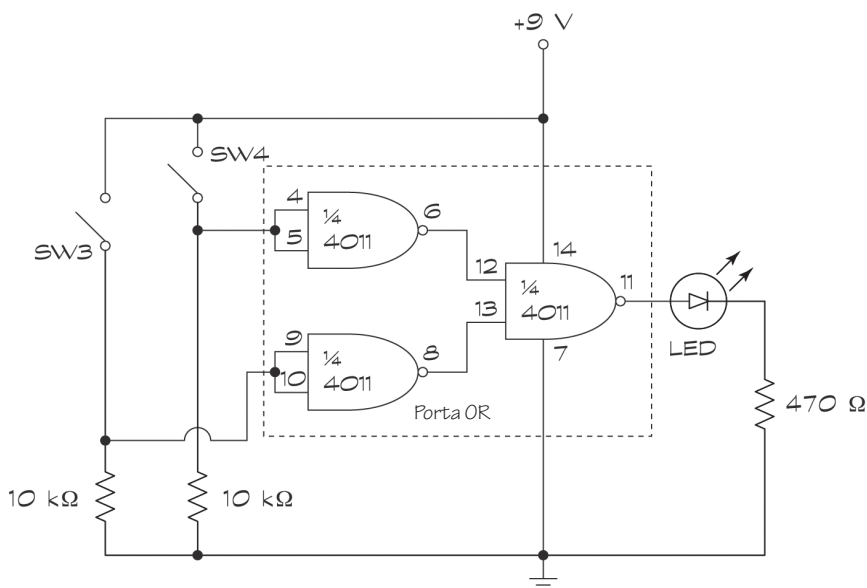 +9 V
SW4
SW3
4
5
¼
4011
6
12
13
14
¼
4011
11
7
LED
9
10
¼
4011
8
Porta OR
470 Ω
10 kΩ
10 kΩ